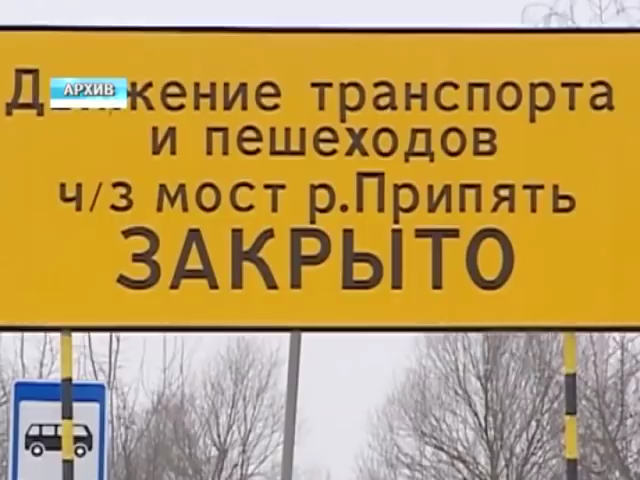 АРХИВ
транспорта
и пешеходов
ч/з мост р.Припять
ЗАКРЫТО